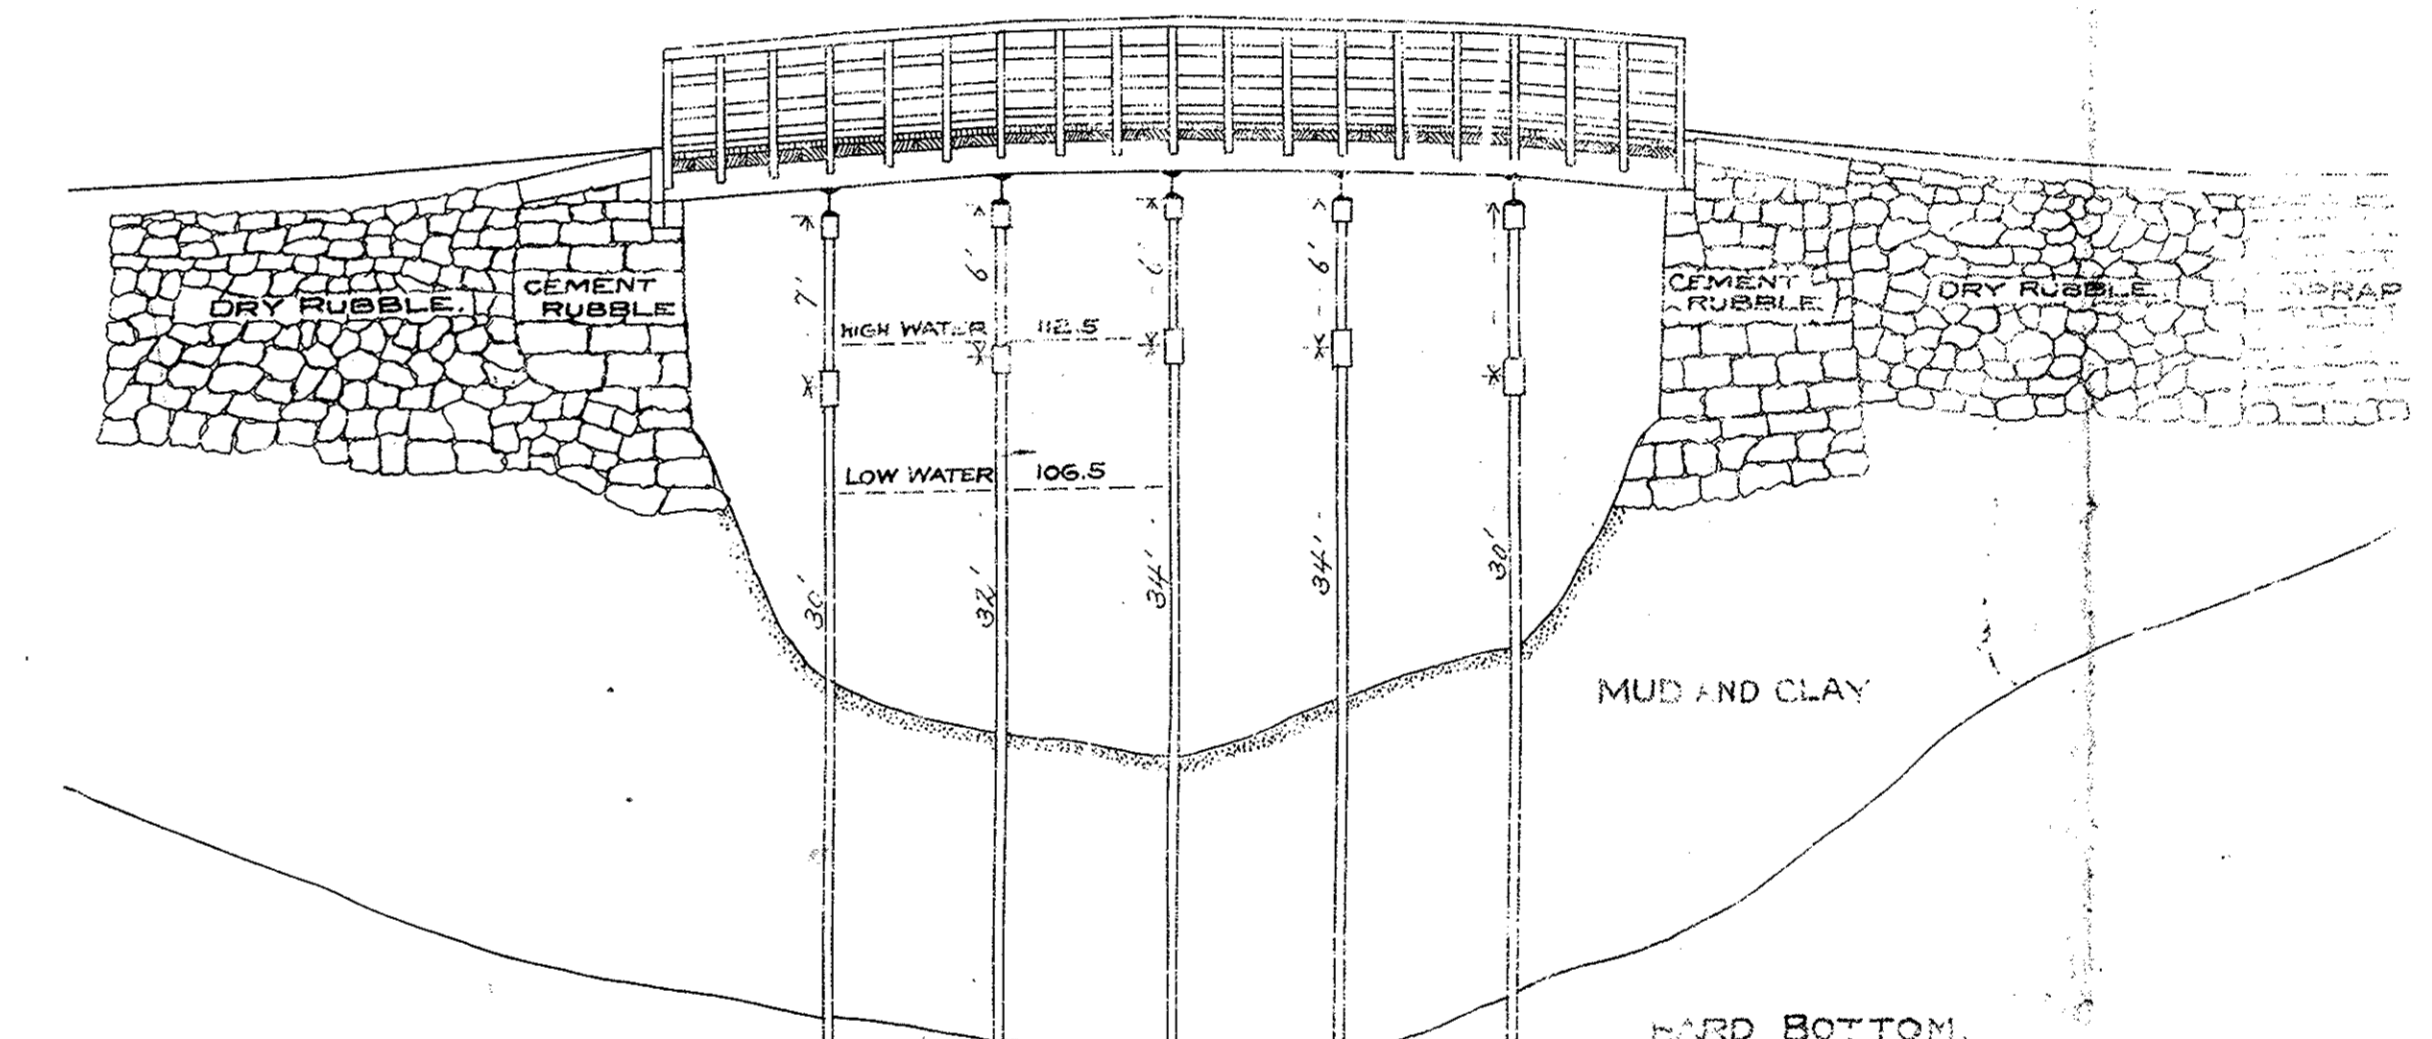 7'
6'
6'
6'
DRY RUBBLE.
CEMENT
RUBBLE
HIGH WATER 112.5
CEMENT
RUBBLE
DRY RUBBLE
LOW WATER 106.5
30'
32'
34'
34'
30'
MUD AND CLAY
HARD BOTTOM.